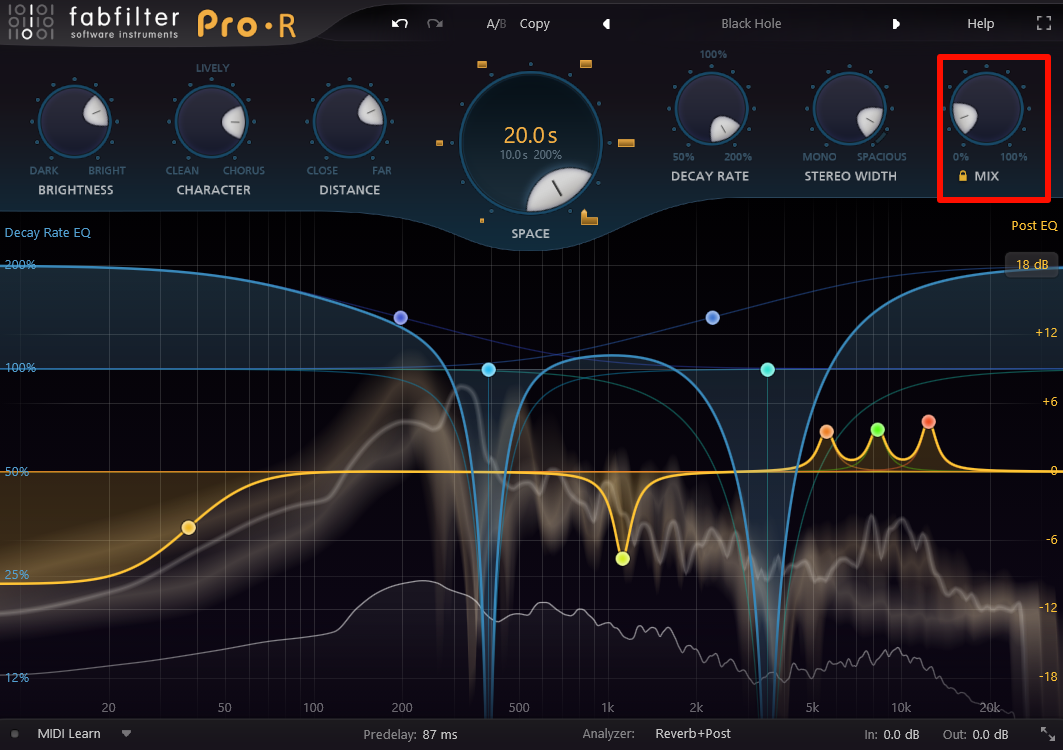 fabfilter
software instruments
Pro·R
A/B Copy Black Hole Help
LIVELY
DARK BRIGHT
BRIGHTNESS
CLEAN CHORUS
CHARACTER
CLOSE FAR
DISTANCE
20.0 s
10.0 s 200%
SPACE
100%
50% 200%
DECAY RATE
MONO SPACIOUS
STEREO WIDTH
0% 100%
MIX
Decay Rate EQ Post EQ
200% 18 dB
+12
100%
+6
50% 0
-6
25%
-12
12% -18
20 50 100 200 500 1k 2k 5k 10k 20k
MIDI Learn Predelay: 87 ms Analyzer: Reverb+Post In: 0.0 dB Out: 0.0 dB